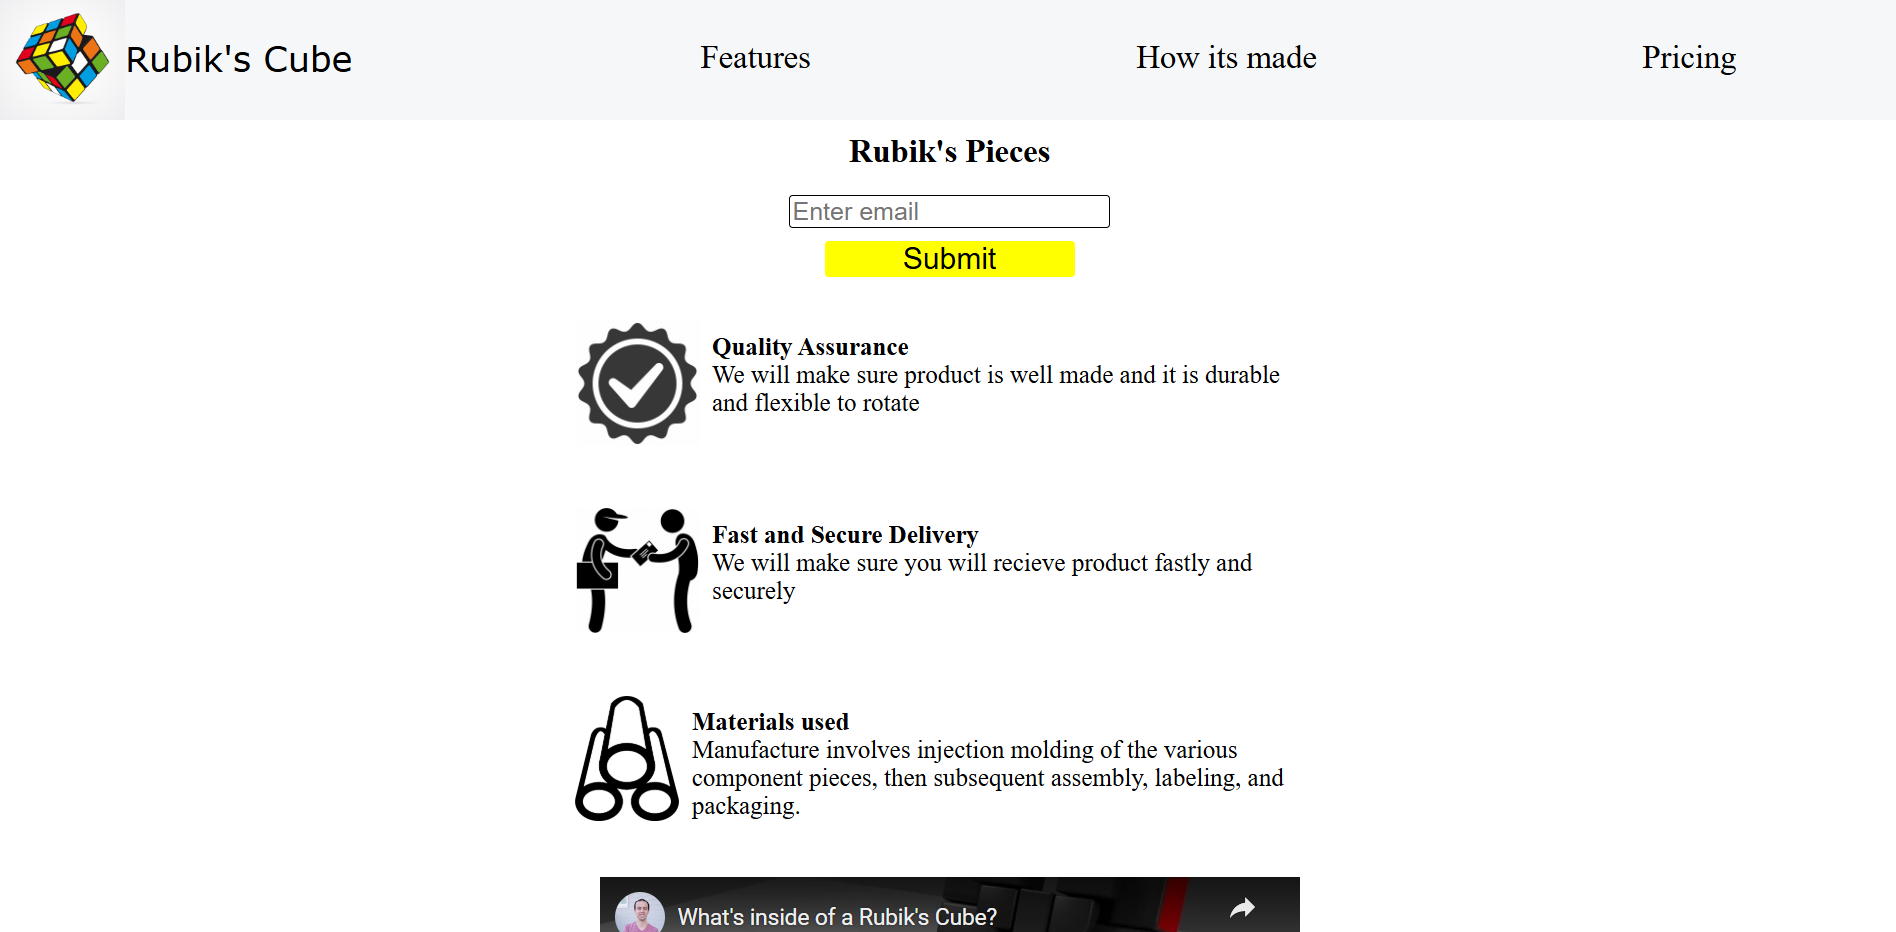 Rubik's Cube
Features
How its made
Pricing
Rubik's Pieces
Enter email
Submit
Quality Assurance
We will make sure product is well made and it is durable
and flexible to rotate
Fast and Secure Delivery
We will make sure you will recieve product fastly and
securely
Materials used
Manufacture involves injection molding of the various
component pieces, then subsequent assembly, labeling, and
packaging.
What's inside of a Rubik's Cube?